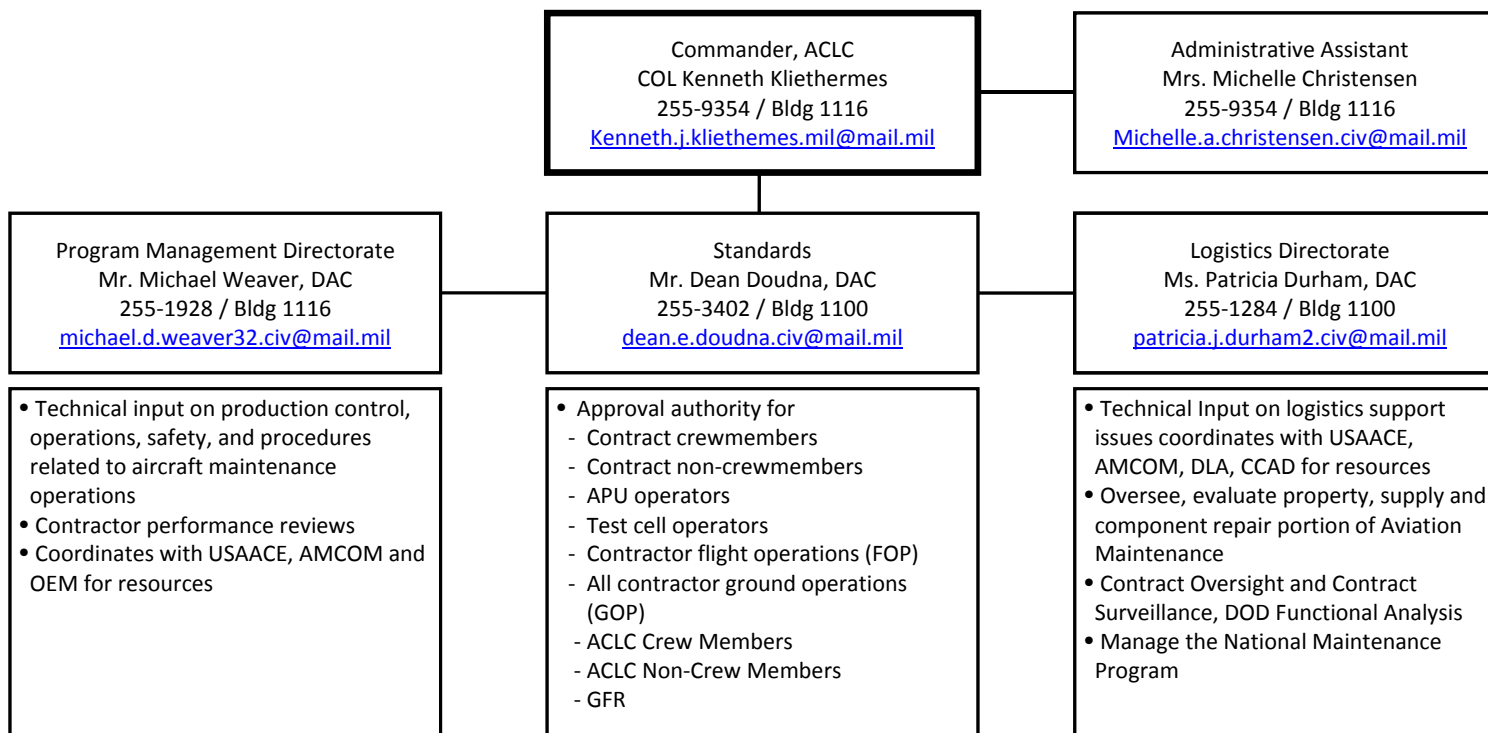 Commander, ACLC
COL Kenneth Kliethermes
255-9354 / Bldg 1116
Kenneth.j.kliethemes.mil@mail.mil
Administrative Assistant
Mrs. Michelle Christensen
255-9354 / Bldg 1116
Michelle.a.christensen.civ@mail.mil
Program Management Directorate
Mr. Michael Weaver, DAC
255-1928 / Bldg 1116
michael.d.weaver32.civ@mail.mil
Standards
Mr. Dean Doudna, DAC
255-3402 / Bldg 1100
dean.e.doudna.civ@mail.mil
Logistics Directorate
Ms. Patricia Durham, DAC
255-1284 / Bldg 1100
patricia.j.durham2.civ@mail.mil
• Technical input on production control,
operations, safety, and procedures
related to aircraft maintenance
operations
• Contractor performance reviews
• Coordinates with USAACE, AMCOM and
OEM for resources
• Approval authority for
- Contract crewmembers
- Contract non-crewmembers
- APU operators
- Test cell operators
- Contractor flight operations (FOP)
- All contractor ground operations
(GOP)
- ACLC Crew Members
- ACLC Non-Crew Members
- GFR
• Technical Input on logistics support
issues coordinates with USAACE,
AMCOM, DLA, CCAD for resources
• Oversee, evaluate property, supply and
component repair portion of Aviation
Maintenance
• Contract Oversight and Contract
Surveillance, DOD Functional Analysis
• Manage the National Maintenance
Program